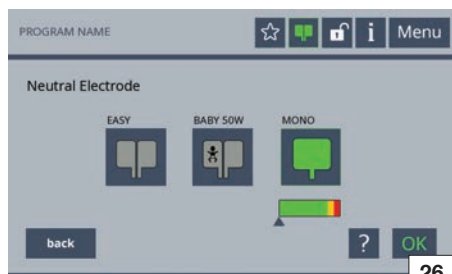 PROGRAM NAME
i
Menu
Neutral Electrode
EASY
BABY 50W
MONO
back
?
OK
26